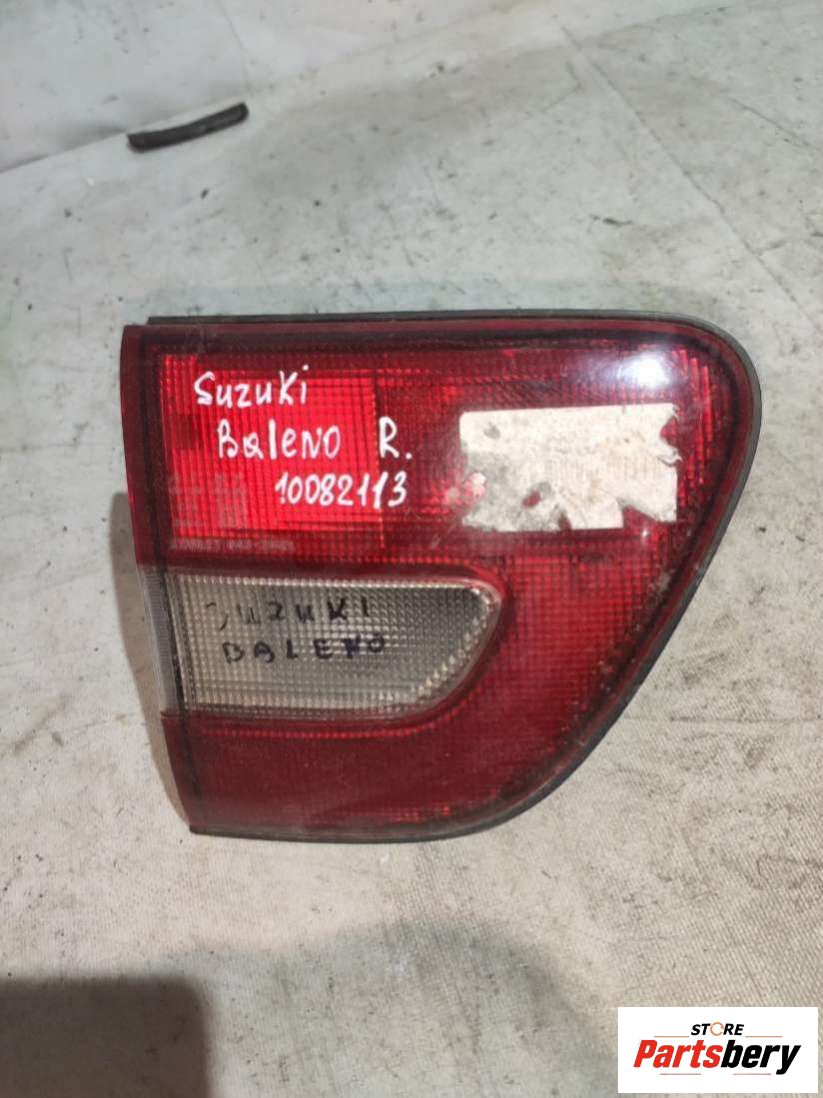 Suzuki
Baleno R.
10082113
SUZUKI
BALENO
STORE
Partsbery